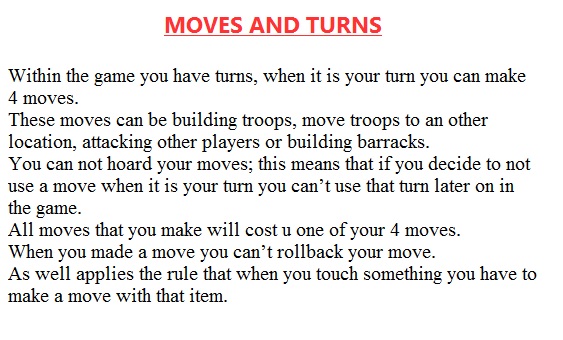 MOVES AND TURNS
Within the game you have turns, when it is your turn you can make
4 moves.
These moves can be building troops, move troops to an other
location, attacking other players or building barracks.
You can not hoard your moves; this means that if you decide to not
use a move when it is your turn you can’t use that turn later on in
the game.
All moves that you make will cost u one of your 4 moves.
When you made a move you can’t rollback your move.
As well applies the rule that when you touch something you have to
make a move with that item.